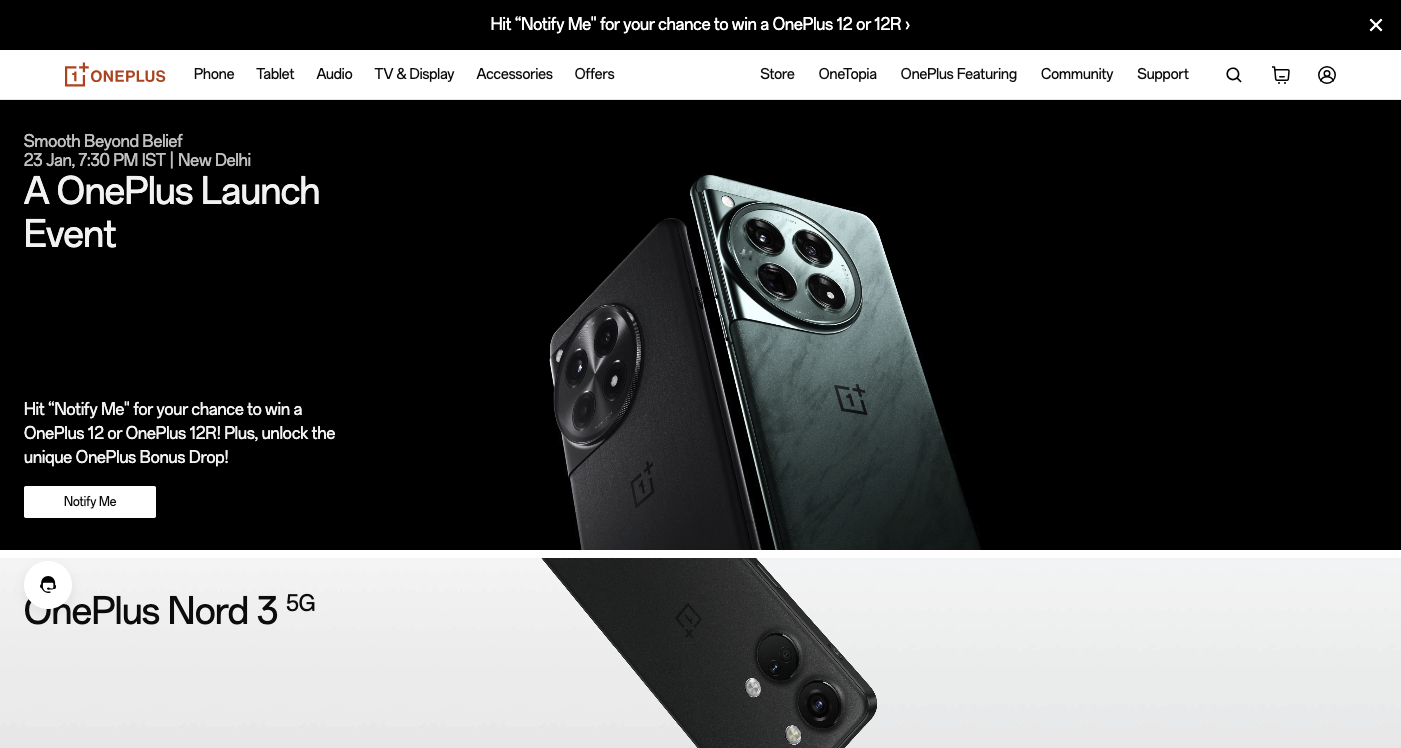 Hit “Notify Me" for your chance to win a OnePlus 12 or 12R ›
ONEPLUS Phone Tablet Audio TV & Display Accessories Offers Store OneTopia OnePlus Featuring Community Support
Smooth Beyond Belief
23 Jan, 7:30 PM IST | New Delhi
A OnePlus Launch
Event
Hit “Notify Me" for your chance to win a
OnePlus 12 or OnePlus 12R! Plus, unlock the
unique OnePlus Bonus Drop!
Notify Me
OnePlus Nord 3 5G